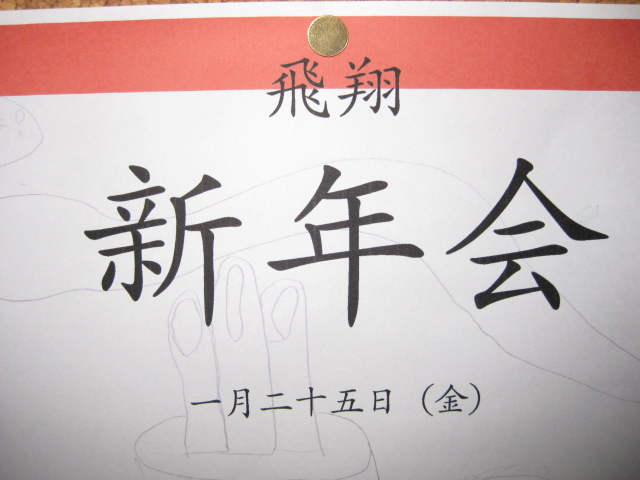 飛翔
新年会
一月二十五日（金）